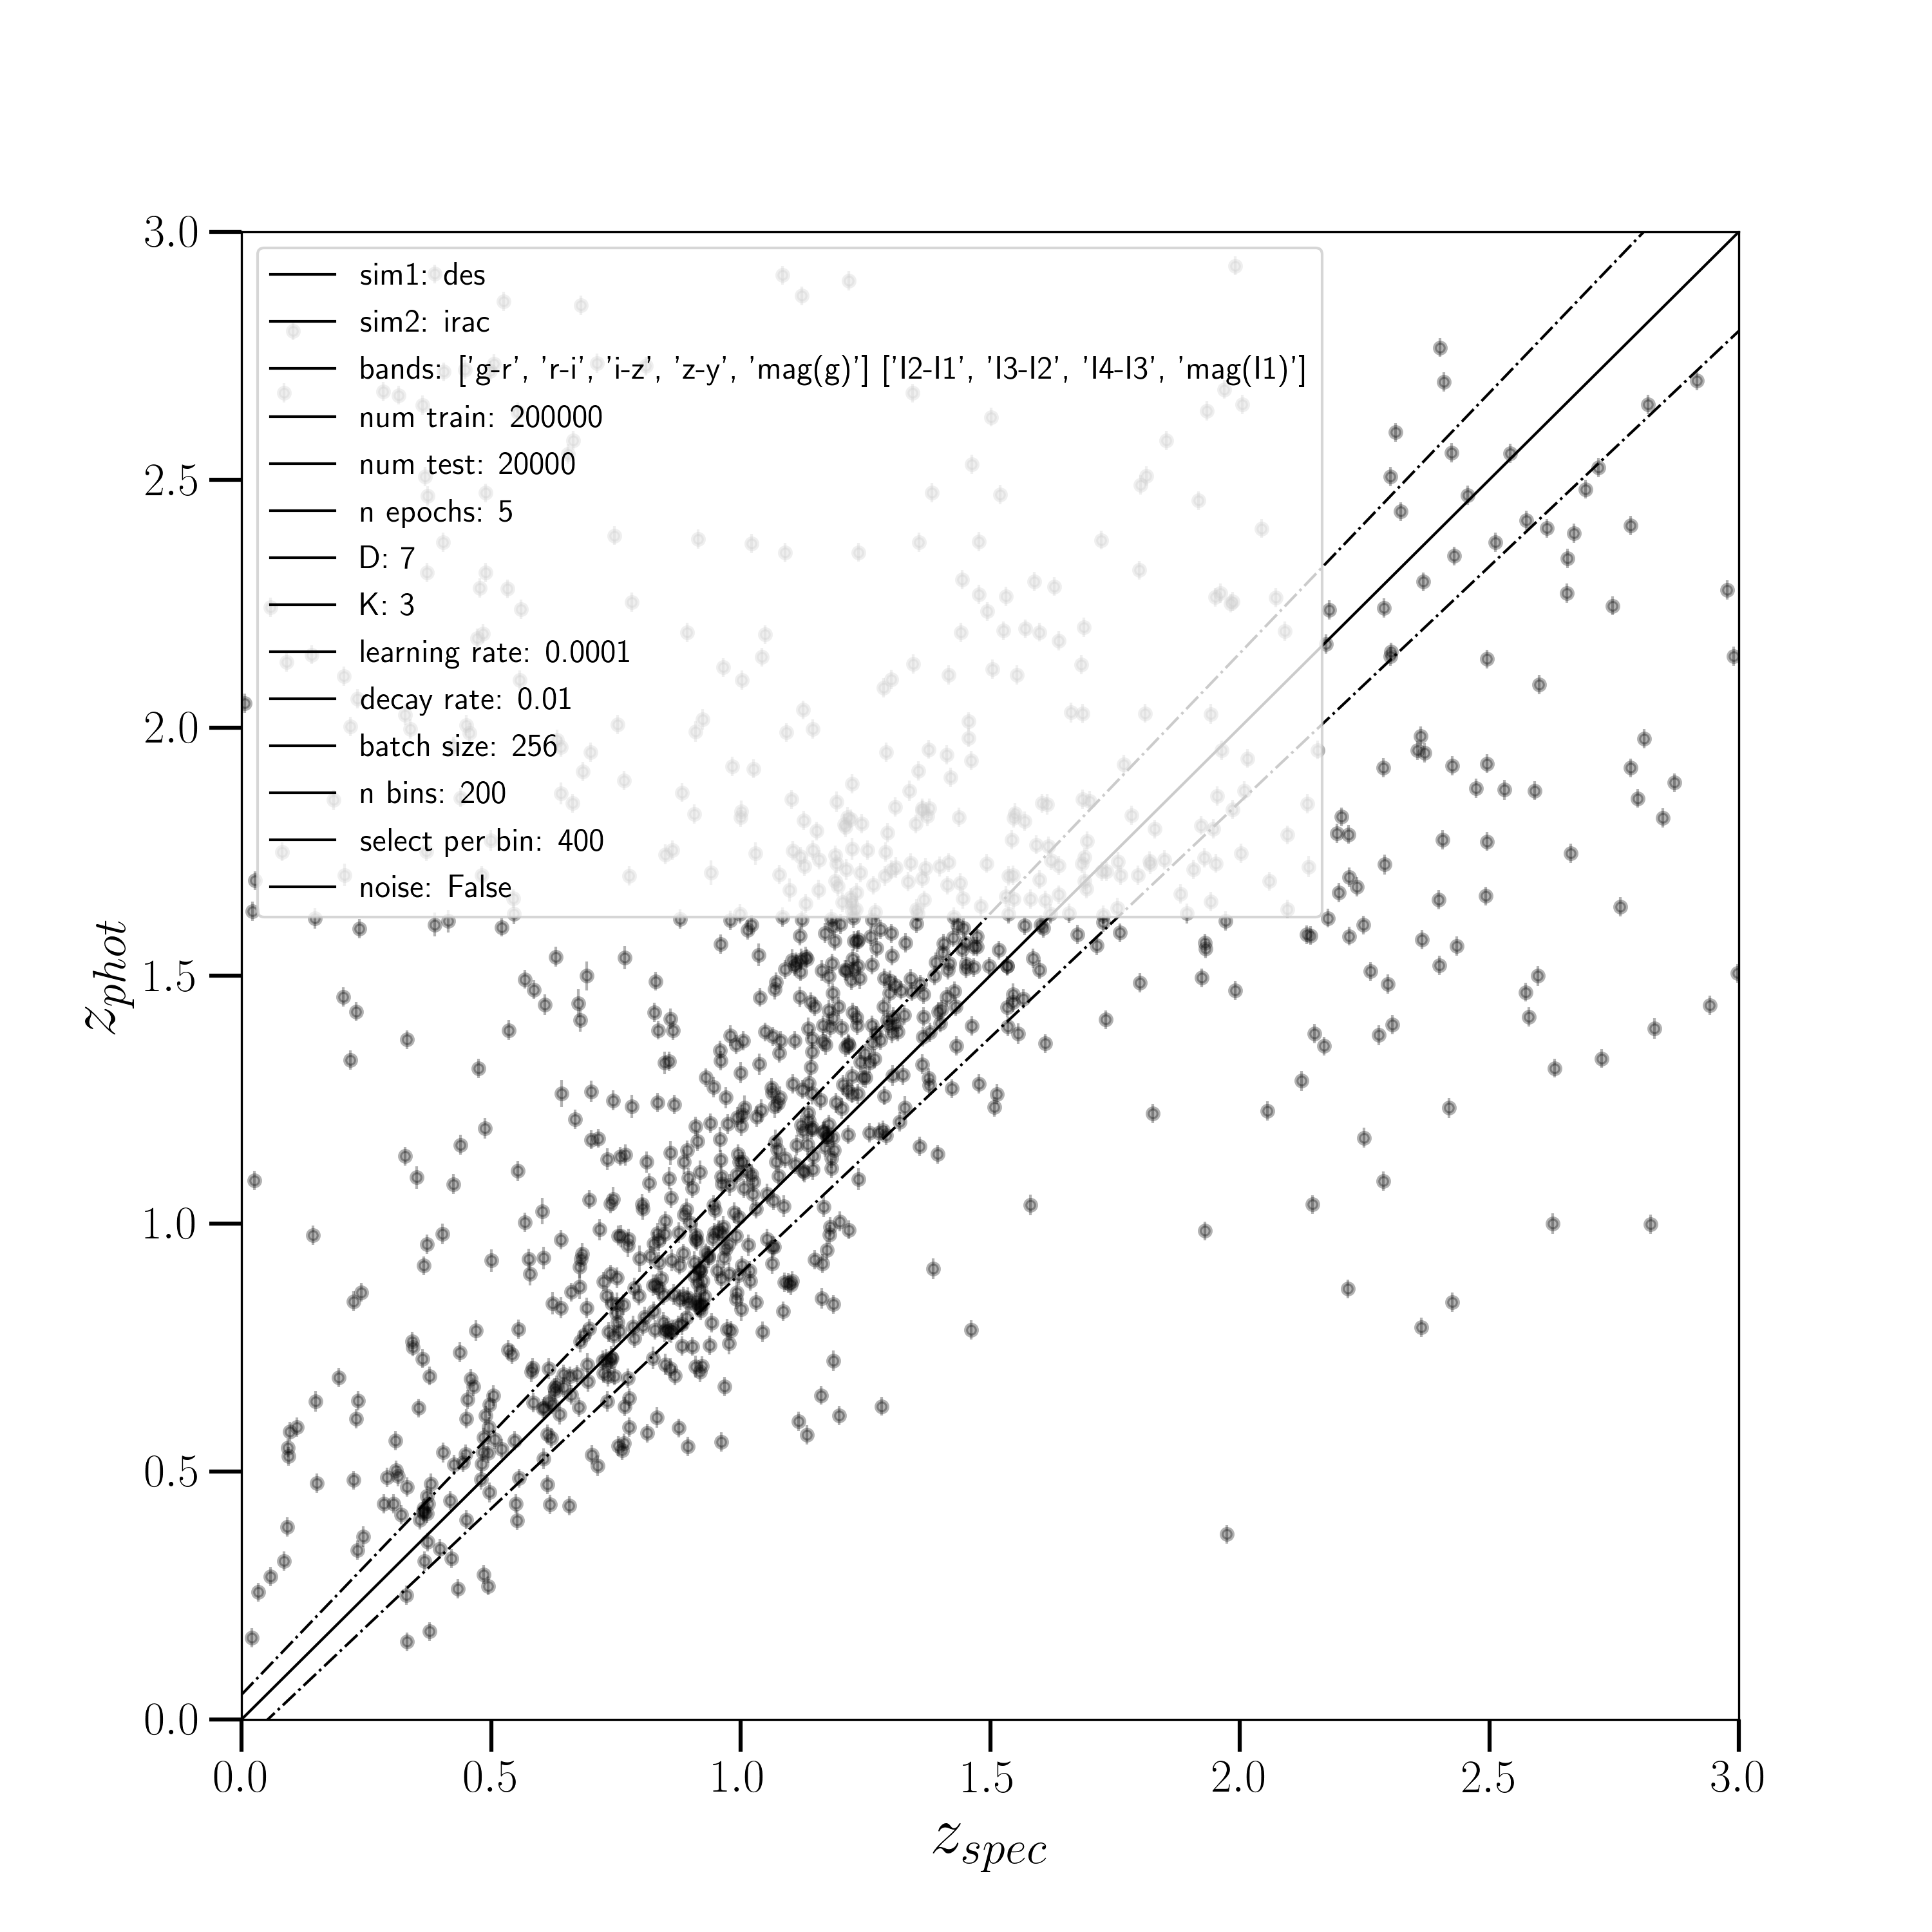 3.0
sim1: des
sim2: irac
bands: ['g-r', 'r-i', 'i-z', 'z-y', 'mag(g)'] ['I2-I1', 'I3-I2', 'I4-I3', 'mag(I1)']
num train: 200000
num test: 20000
2.5
n epochs: 5
D: 7
K: 3
learning rate: 0.0001
decay rate: 0.01
2.0
batch size: 256
n bins: 200
select per bin: 400
noise: False
z_phot
1.5
1.0
0.5
0.0
0.0 0.5 1.0 1.5 2.0 2.5 3.0
z_spec